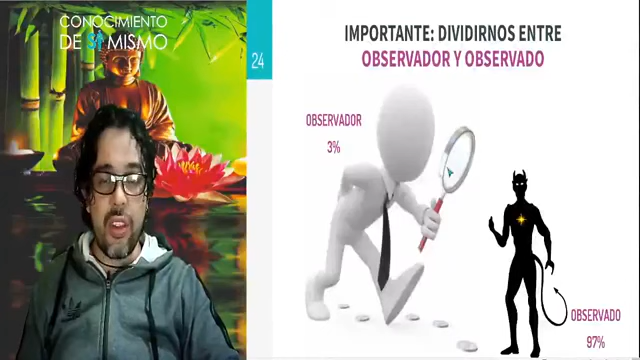 CONOCIMIENTO
DE SÍ MISMO
24
IMPORTANTE: DIVIDIRNOS ENTRE
OBSERVADOR Y OBSERVADO
OBSERVADOR
3%
OBSERVADO
97%